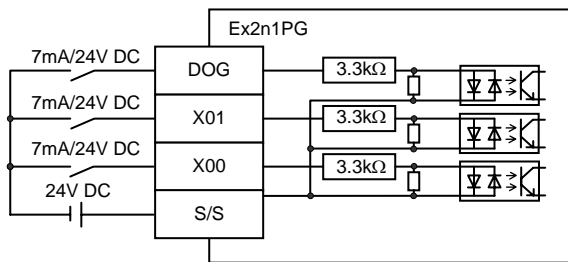 Ex2n1PG
7mA/24V DC
DOG
3.3kΩ
7mA/24V DC
X01
3.3kΩ
7mA/24V DC
X00
3.3kΩ
24V DC
S/S